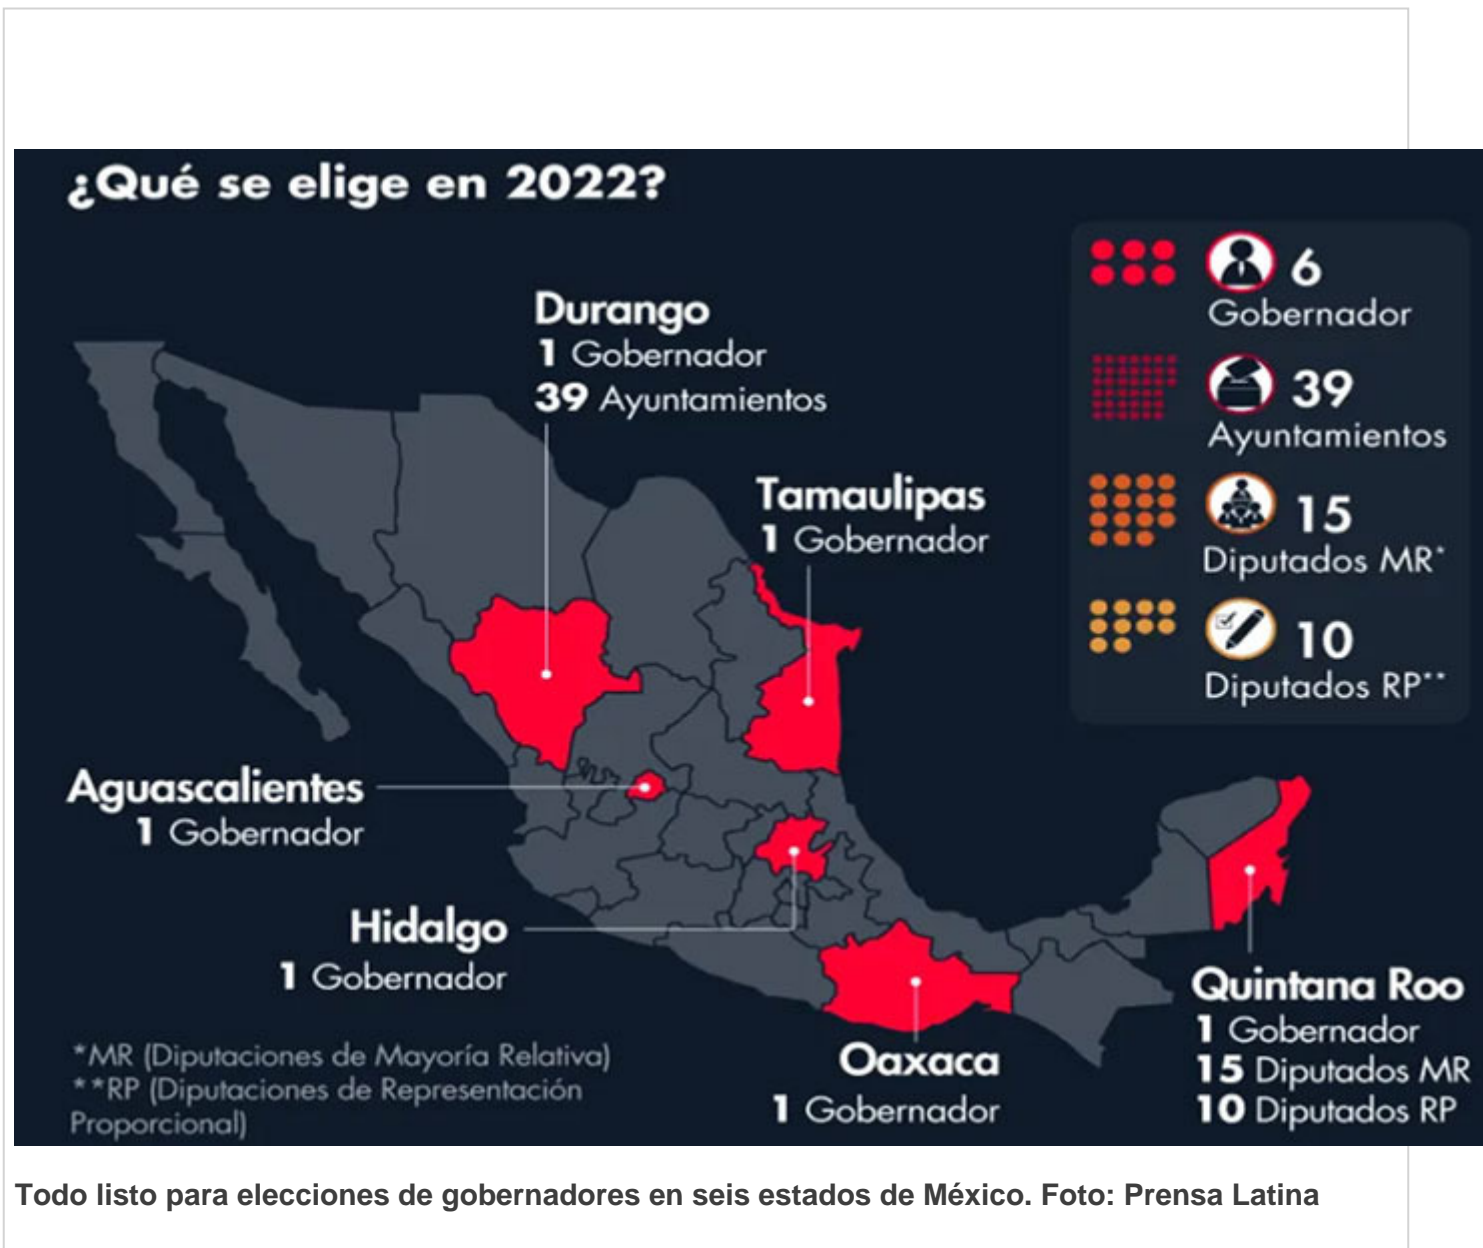 ¿Qué se elige en 2022?
6
Gobernador
39
Ayuntamientos
15
Diputados MR*
10
Diputados RP**
Durango
1 Gobernador
39 Ayuntamientos
Tamaulipas
1 Gobernador
Aguascalientes
1 Gobernador
Hidalgo
1 Gobernador
Oaxaca
1 Gobernador
Quintana Roo
1 Gobernador
15 Diputados MR
10 Diputados RP
*MR (Diputaciones de Mayoría Relativa)
**RP (Diputaciones de Representación
Proporcional)
Todo listo para elecciones de gobernadores en seis estados de México. Foto: Prensa Latina